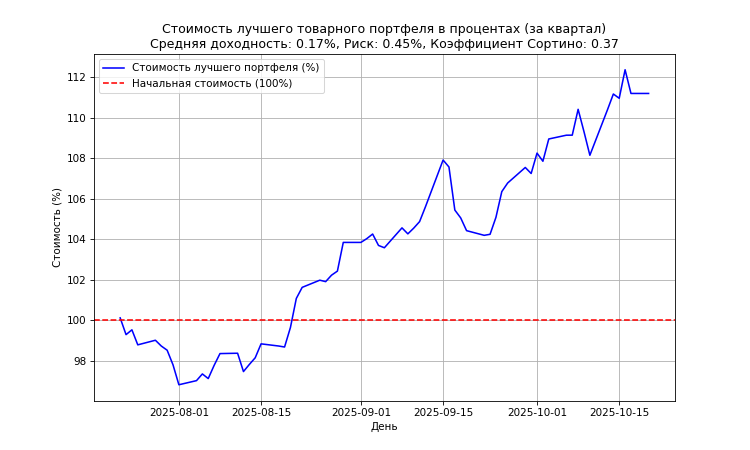 Стоимость лучшего товарного портфеля в процентах (за квартал)
Средняя доходность: 0.17%, Риск: 0.45%, Коэффициент Сортино: 0.37
Стоимость лучшего портфеля (%)
Начальная стоимость (100%)
Стоимость (%)
112
110
108
106
104
102
100
98
2025-08-01
2025-08-15
2025-09-01
2025-09-15
2025-10-01
2025-10-15
День